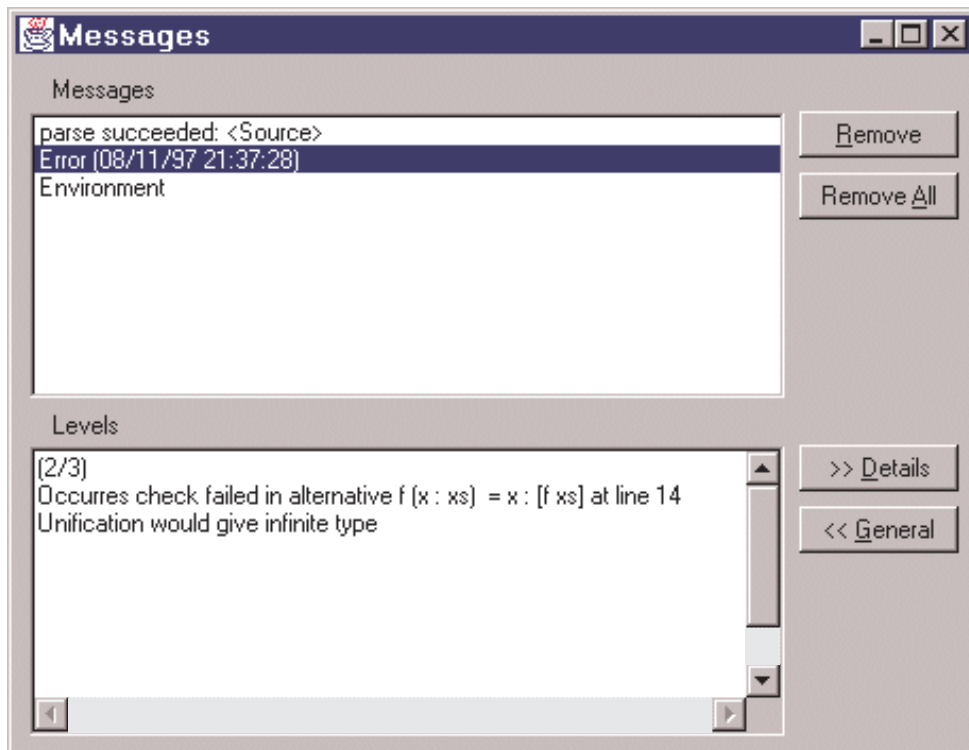 Messages
Messages
parse succeeded: <Source>
Error (08/11/97 21:37:28)
Environment
Remove
Remove All
Levels
(2/3)
Occurres check failed in alternative f (x : xs)  = x : [f xs] at line 14
Unification would give infinite type
>> Details
<< General